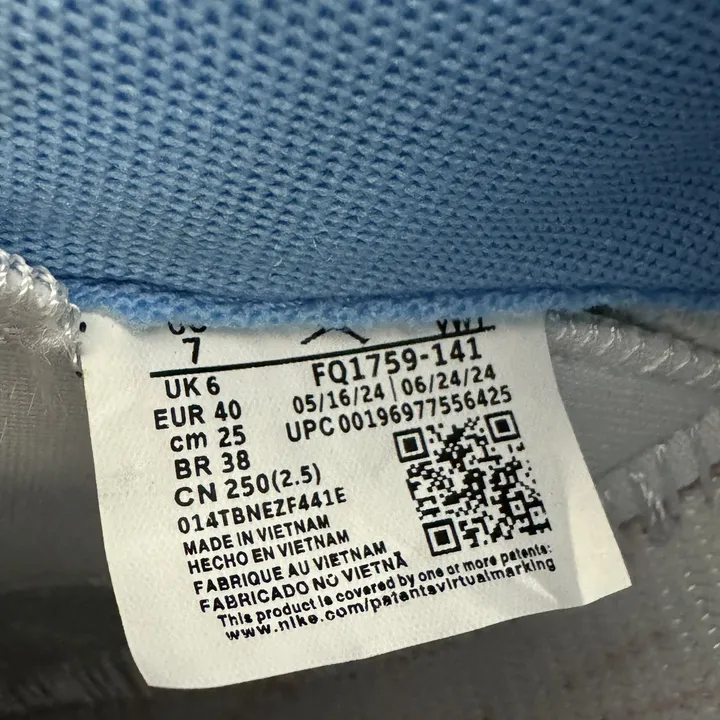 7
FQ1759-141
UK 6
05/16/24 | 06/24/24
EUR 40
UPC 00196977556425
cm 25
BR 38
CN 250(2.5)
014TBNEZF441E
MADE IN VIETNAM
HECHO EN VIETNAM
FABRIQUE AU VIETNAM
FABRICADO NO VIETNÃ
This product is covered by one or more patents:
www.nike.com/patentsvirtualmarking